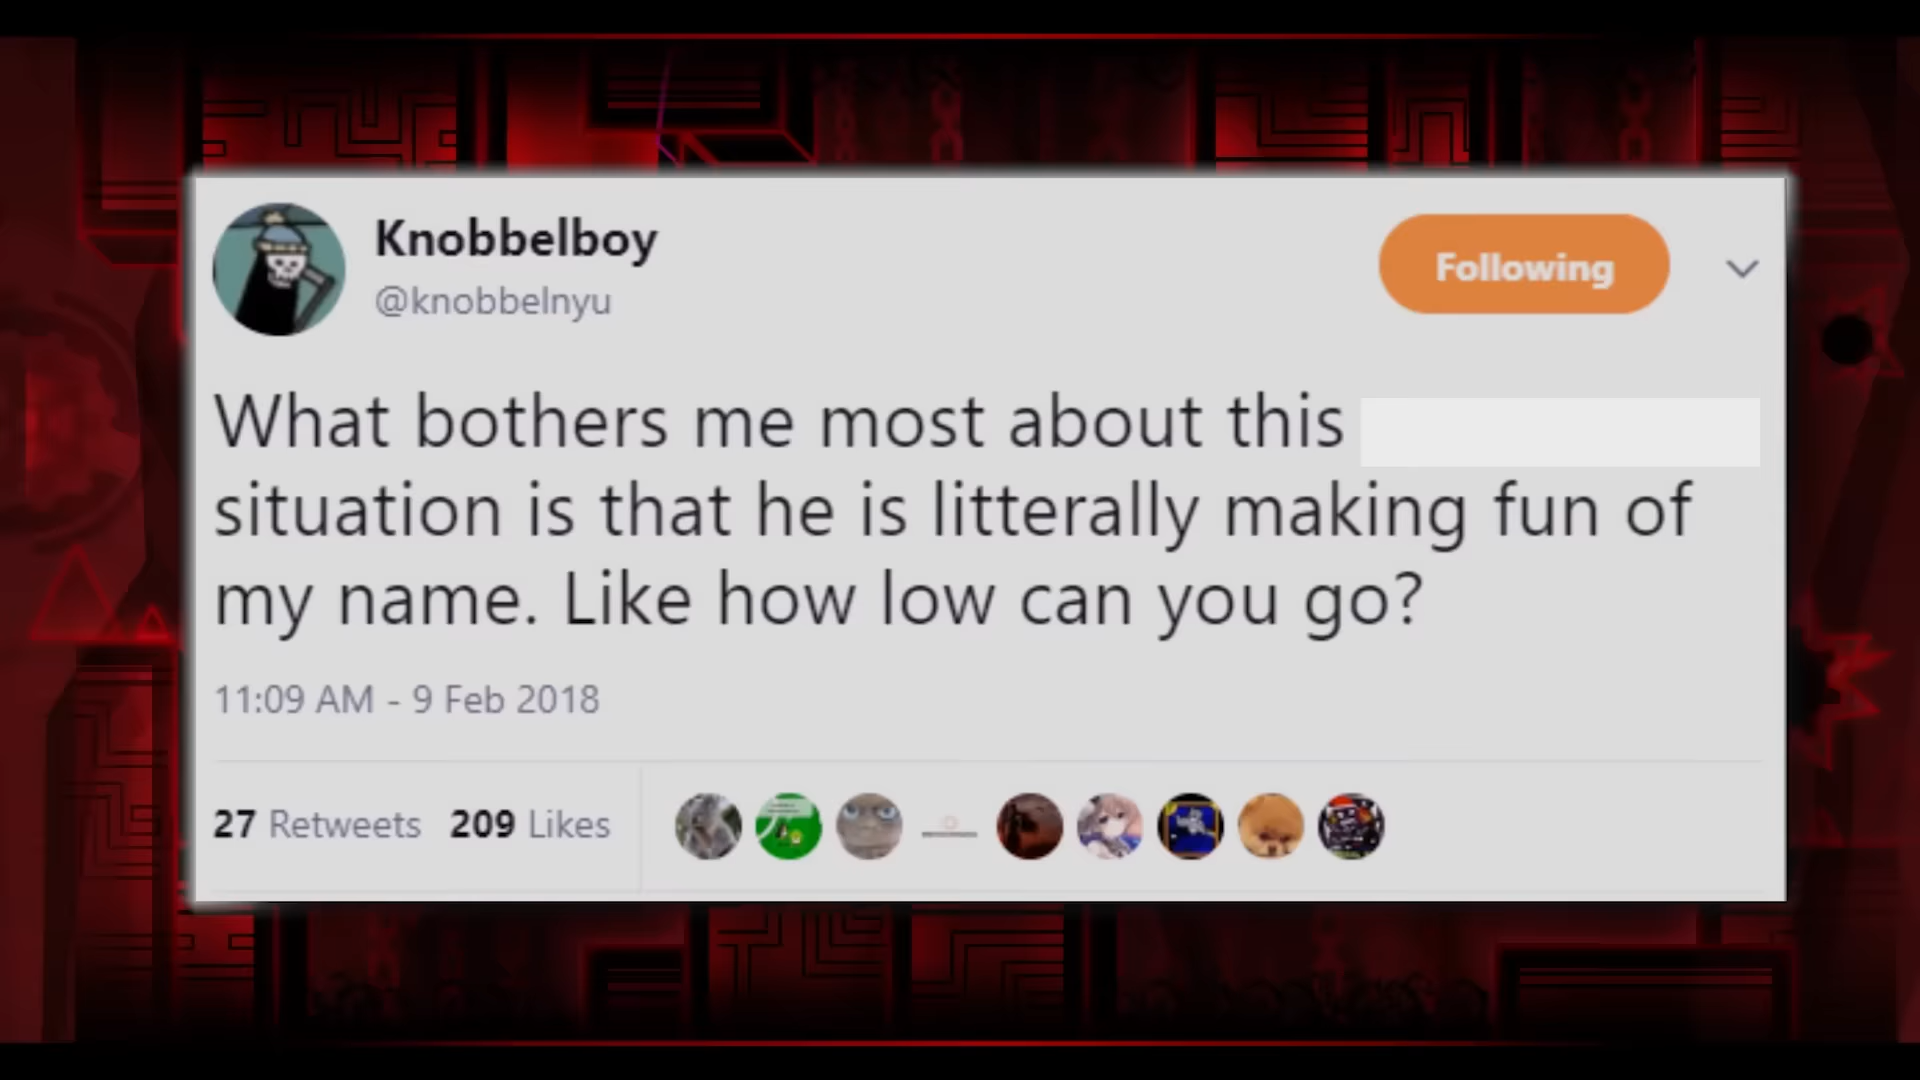 Knobbelboy
@knobbelnyu
Following
What bothers me most about this
situation is that he is litterally making fun of
my name. Like how low can you go?
11:09 AM - 9 Feb 2018
27 Retweets 209 Likes